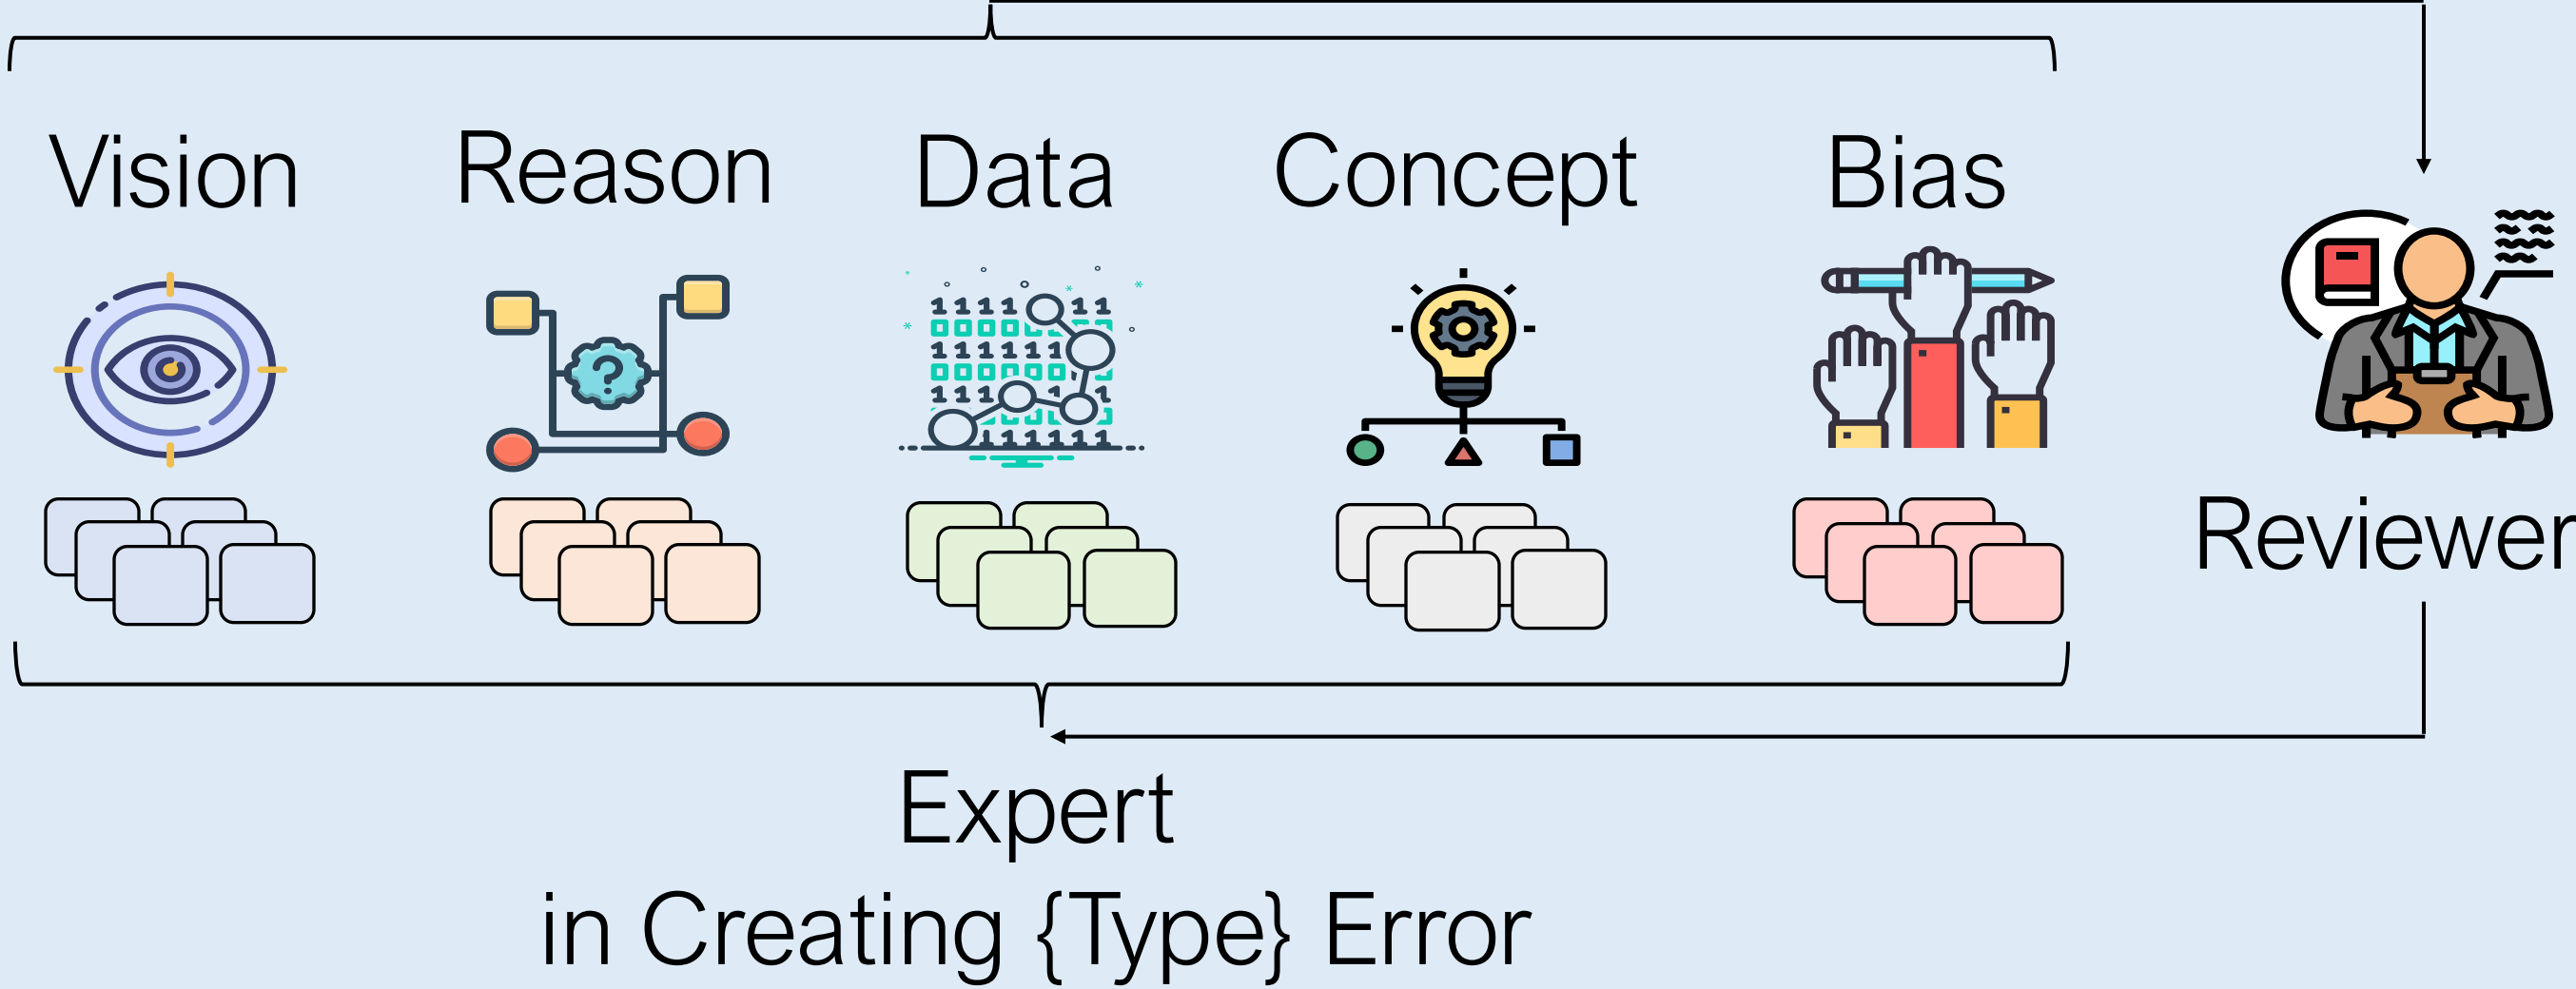 Vision
Reason
Data
Concept
Bias
Reviewer
Expert
in Creating {Type} Error